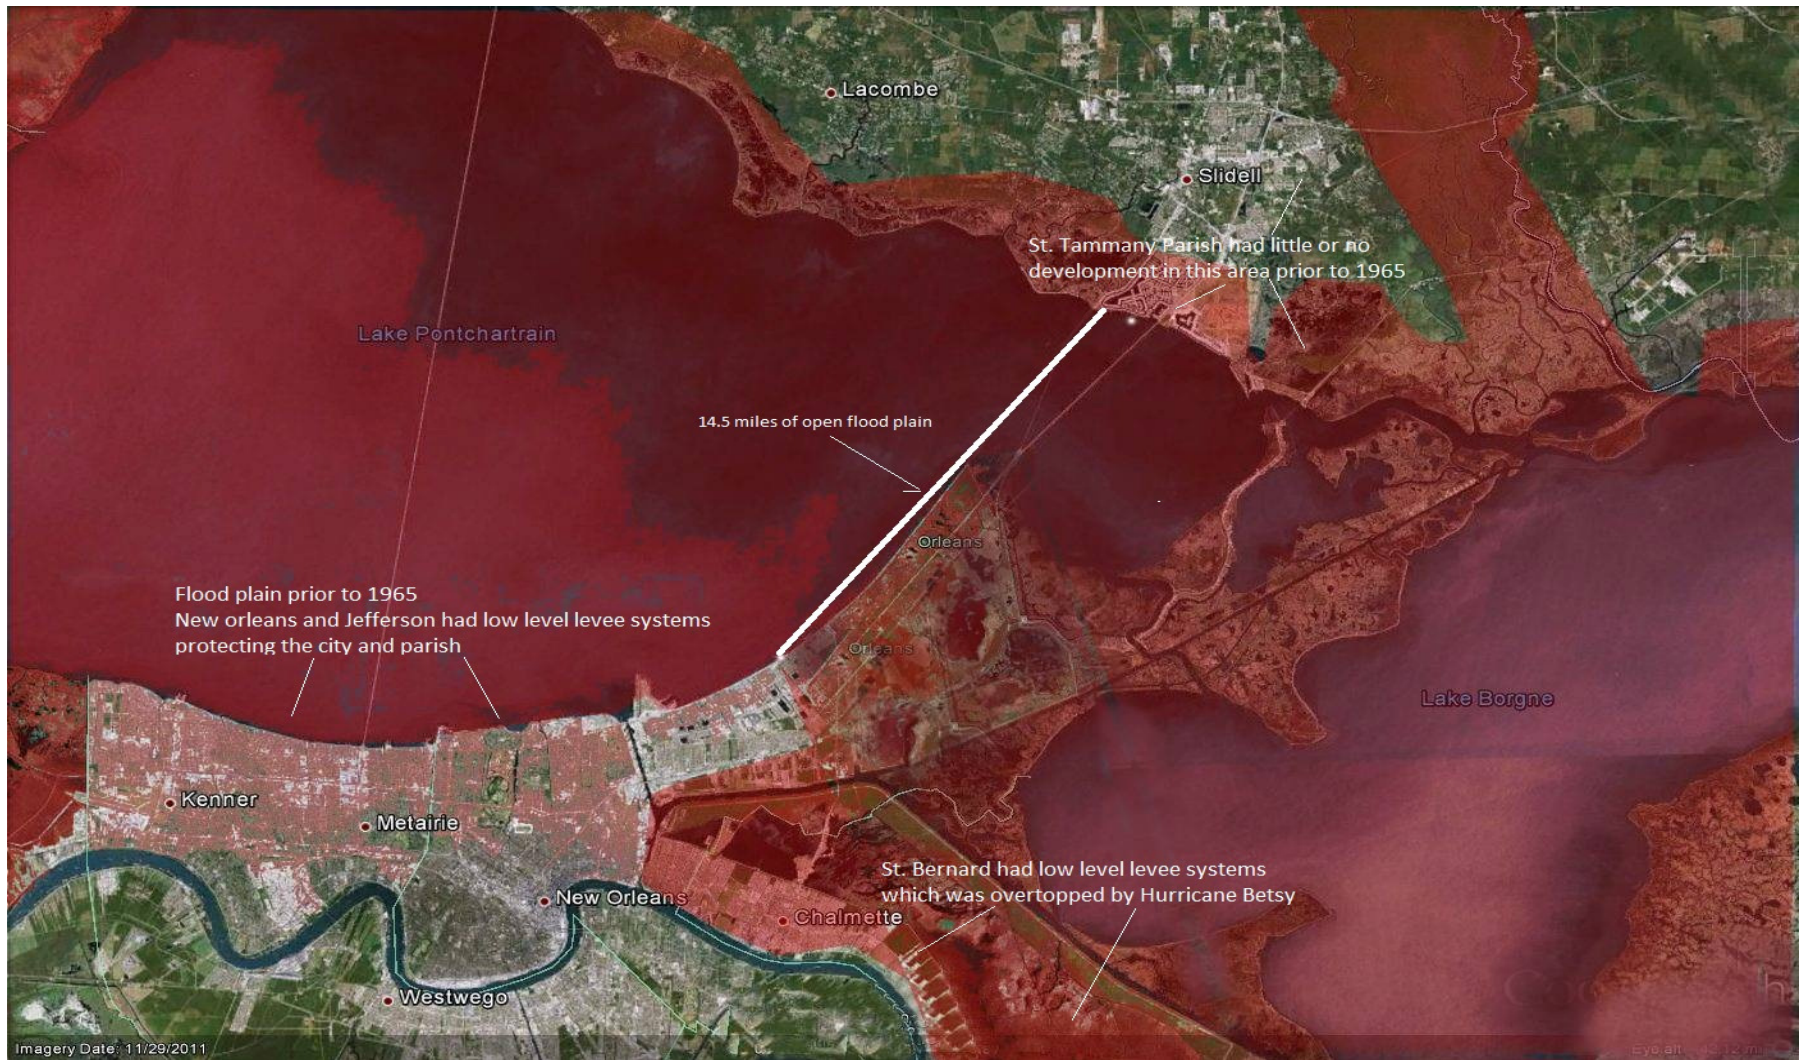 Lacombe
Slidell
St. Tammany Parish had little or no
development in this area prior to 1965
Lake Pontchartrain
14.5 miles of open flood plain
Orleans
Flood plain prior to 1965
New orleans and Jefferson had low level levee systems
protecting the city and parish
Orleans
Lake Borgne
Kenner
Metairie
St. Bernard had low level levee systems
which was overtopped by Hurricane Betsy
New Orleans
Chalmette
Westwego
Imagery Date: 11/29/2011
Eye alt